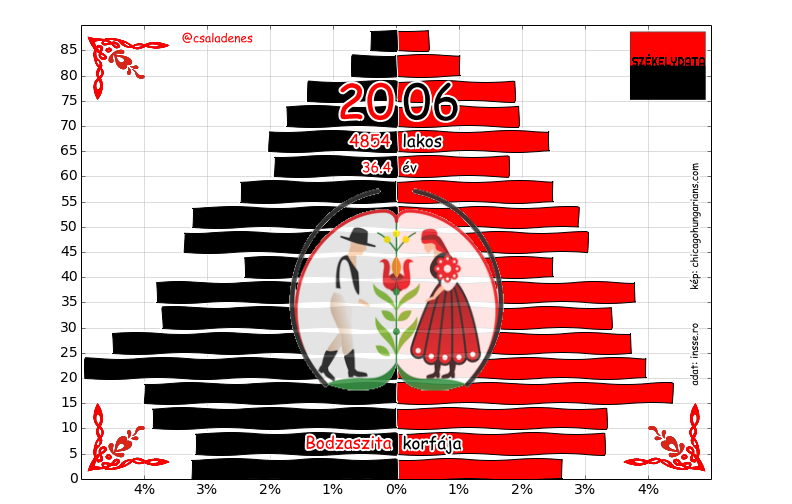 @csaladenes
SZÉKELYDATA
2006
4854 lakos
36.4 év
kép: chicagohungarians.com
adat: insse.ro
Bodzaszita korfája
85
80
75
70
65
60
55
50
45
40
35
30
25
20
15
10
5
0
4% 3% 2% 1% 0% 1% 2% 3% 4%